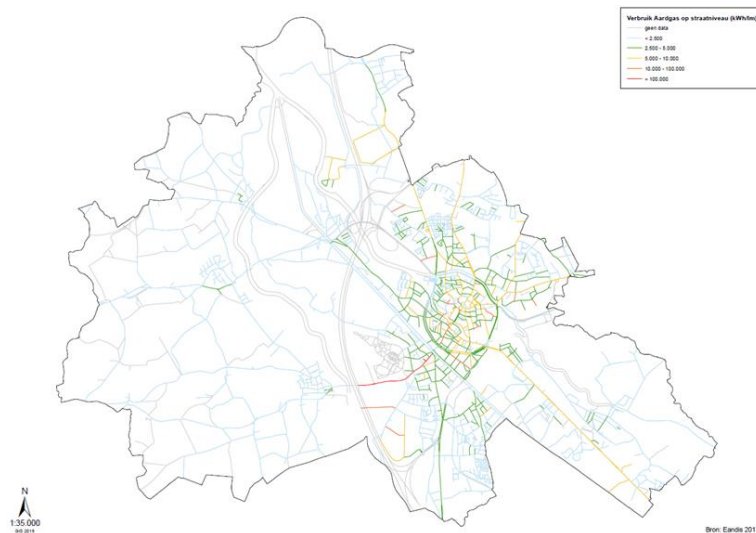 Verbruik Aardgas op straatniveau (kWh/lm)
geen data
< 2.500
2.500 - 5.000
5.000 - 10.000
10.000 - 100.000
> 100.000
N
1:35.000
Bron: Eandis 201